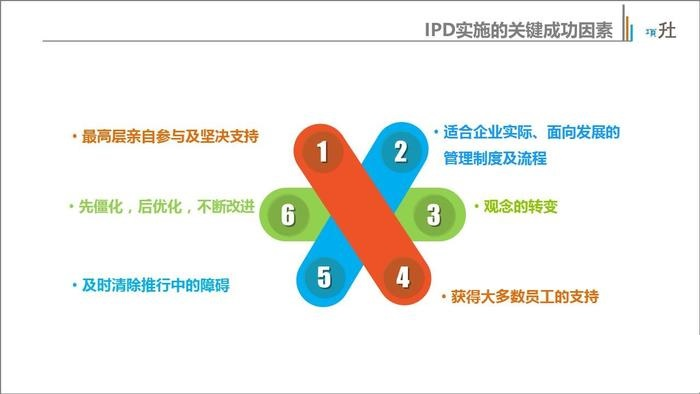 IPD实施的关键成功因素
項升
·最高层亲自参与及坚决支持
1
2
·适合企业实际、面向发展的
管理制度及流程
·先僵化，后优化，不断改进
6
3
·观念的转变
·及时清除推行中的障碍
5
4
·获得大多数员工的支持